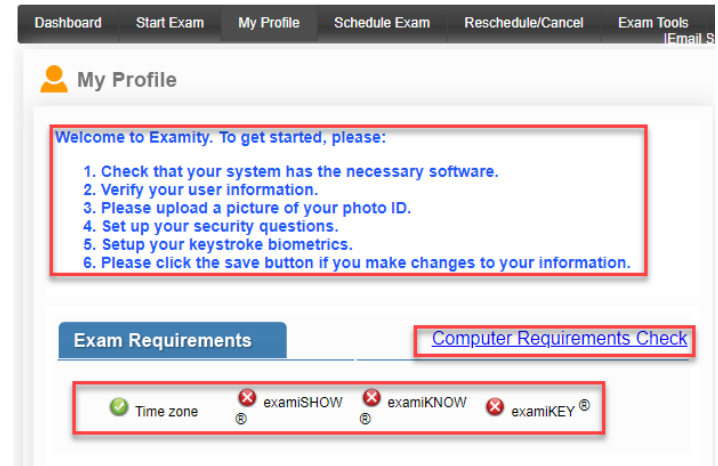 Dashboard Start Exam My Profile Schedule Exam Reschedule/Cancel Exam Tools
|Email S
My Profile
Welcome to Examity. To get started, please:
1. Check that your system has the necessary software.
2. Verify your user information.
3. Please upload a picture of your photo ID.
4. Set up your security questions.
5. Setup your keystroke biometrics.
6. Please click the save button if you make changes to your information.
Exam Requirements Computer Requirements Check
Time zone examiSHOW ® examiKNOW ® examiKEY ®